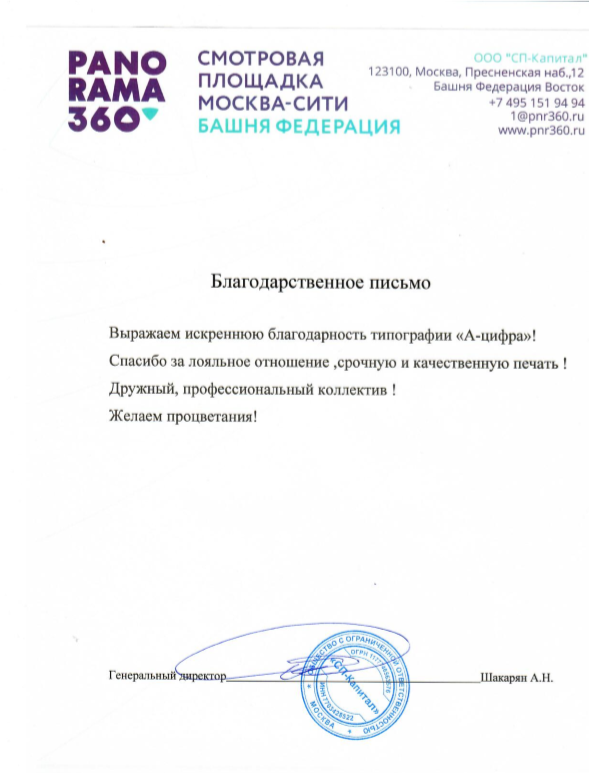 PANO
RAMA
360
СМОТРОВАЯ
ПЛОЩАДКА
МОСКВА-СИТИ
БАШНЯ ФЕДЕРАЦИЯ
ООО "СП-Капитал"
123100, Москва, Пресненская наб.,12
Башня Федерация Восток
+7 495 151 94 94
1@pnr360.ru
www.pnr360.ru
Благодарственное письмо
Выражаем искреннюю благодарность типографии «А-цифра»!
Спасибо за лояльное отношение ,срочную и качественную печать !
Дружный, профессиональный коллектив !
Желаем процветания!
Генеральный директор
Шакарян А.Н.
ОБЩЕСТВО С ОГРАНИЧЕННОЙ ОТВЕТСТВЕННОСТЬЮ
МОСКВА
ОГРН
«СП-Капитал»
ИНН